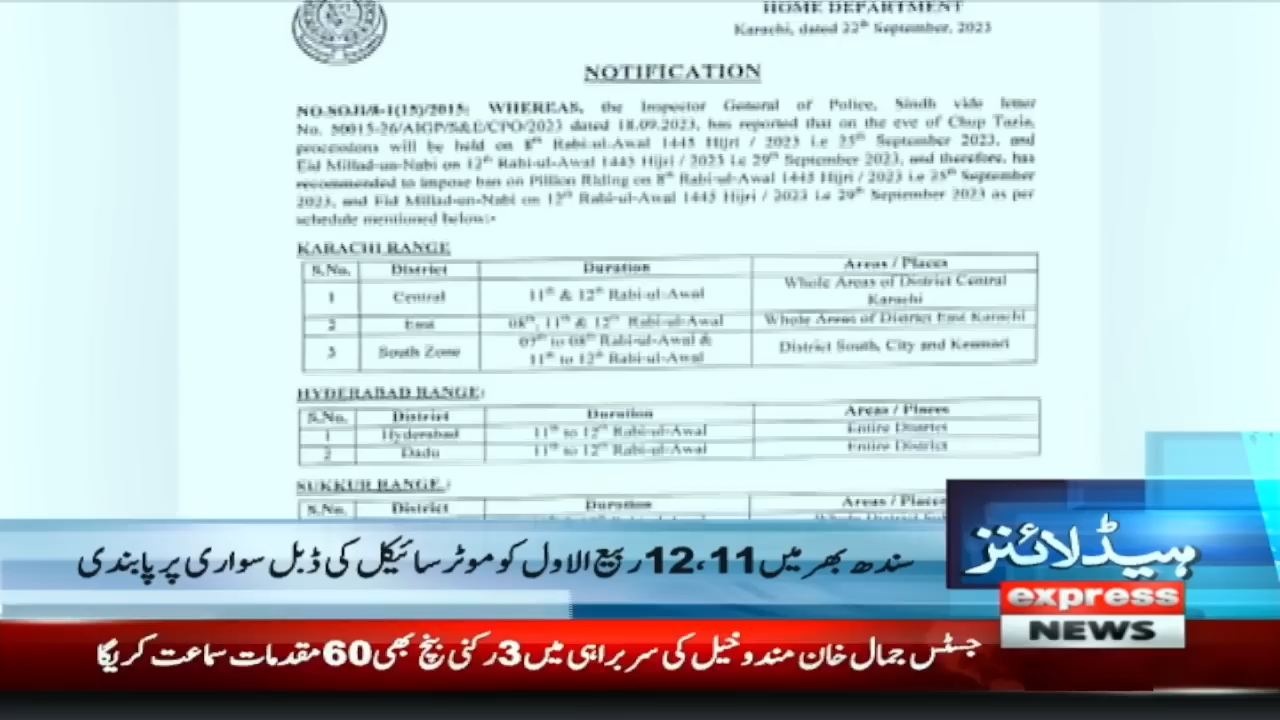 HOME DEPARTMENT
Karachi, dated 22th September, 2023
NOTIFICATION
NO.SO.II/8-1(15)/2015: WHEREAS, the Inspector General of Police, Sindh vide letter
No. 50015-26/AIGP/S&E/CPO/2023 dated 18.09.2023, has reported that on the eve of Chup Tazia,
processions will be held on 8th Rabi-ul-Awal 1445 Hijri / 2023 i.e 25th September 2023, and
Eid Millad-un-Nabi on 12th Rabi-ul-Awal 1445 Hijri / 2023 i.e 29th September 2023, and therefore, has
recommended to impose ban on Pillion Riding on 8th Rabi-ul-Awal 1445 Hijri / 2023 i.e 25th September
2023, and Eid Millad-un-Nabi on 12th Rabi-ul-Awal 1445 Hijri / 2023 i.e 29th September 2023 as per
schedule mentioned below:-
KARACHI RANGE
S.No. District Duration Areas / Places
1 Central 11th & 12th Rabi-ul-Awal Whole Areas of District Central Karachi
2 East 08th, 11th & 12th Rabi-ul-Awal Whole Areas of District East Karachi
3 South Zone 07th to 08th Rabi-ul-Awal & 11th to 12th Rabi-ul-Awal District South, City and Keamari
HYDERABAD RANGE:
S.No. District Duration Areas / Places
1 Hyderabad 11th to 12th Rabi-ul-Awal Entire District
2 Dadu 11th to 12th Rabi-ul-Awal Entire District
SUKKUR RANGE:
S.No. District Duration Areas / Places
ہیڈلائنز
سندھ بھر میں 11، 12 ربیع الاول کو موٹر سائیکل کی ڈبل سواری پر پابندی
express
NEWS
جسٹس جمال خان مندوخیل کی سربراہی میں 3 رکنی بنچ بھی 60 مقدمات سماعت کریگا